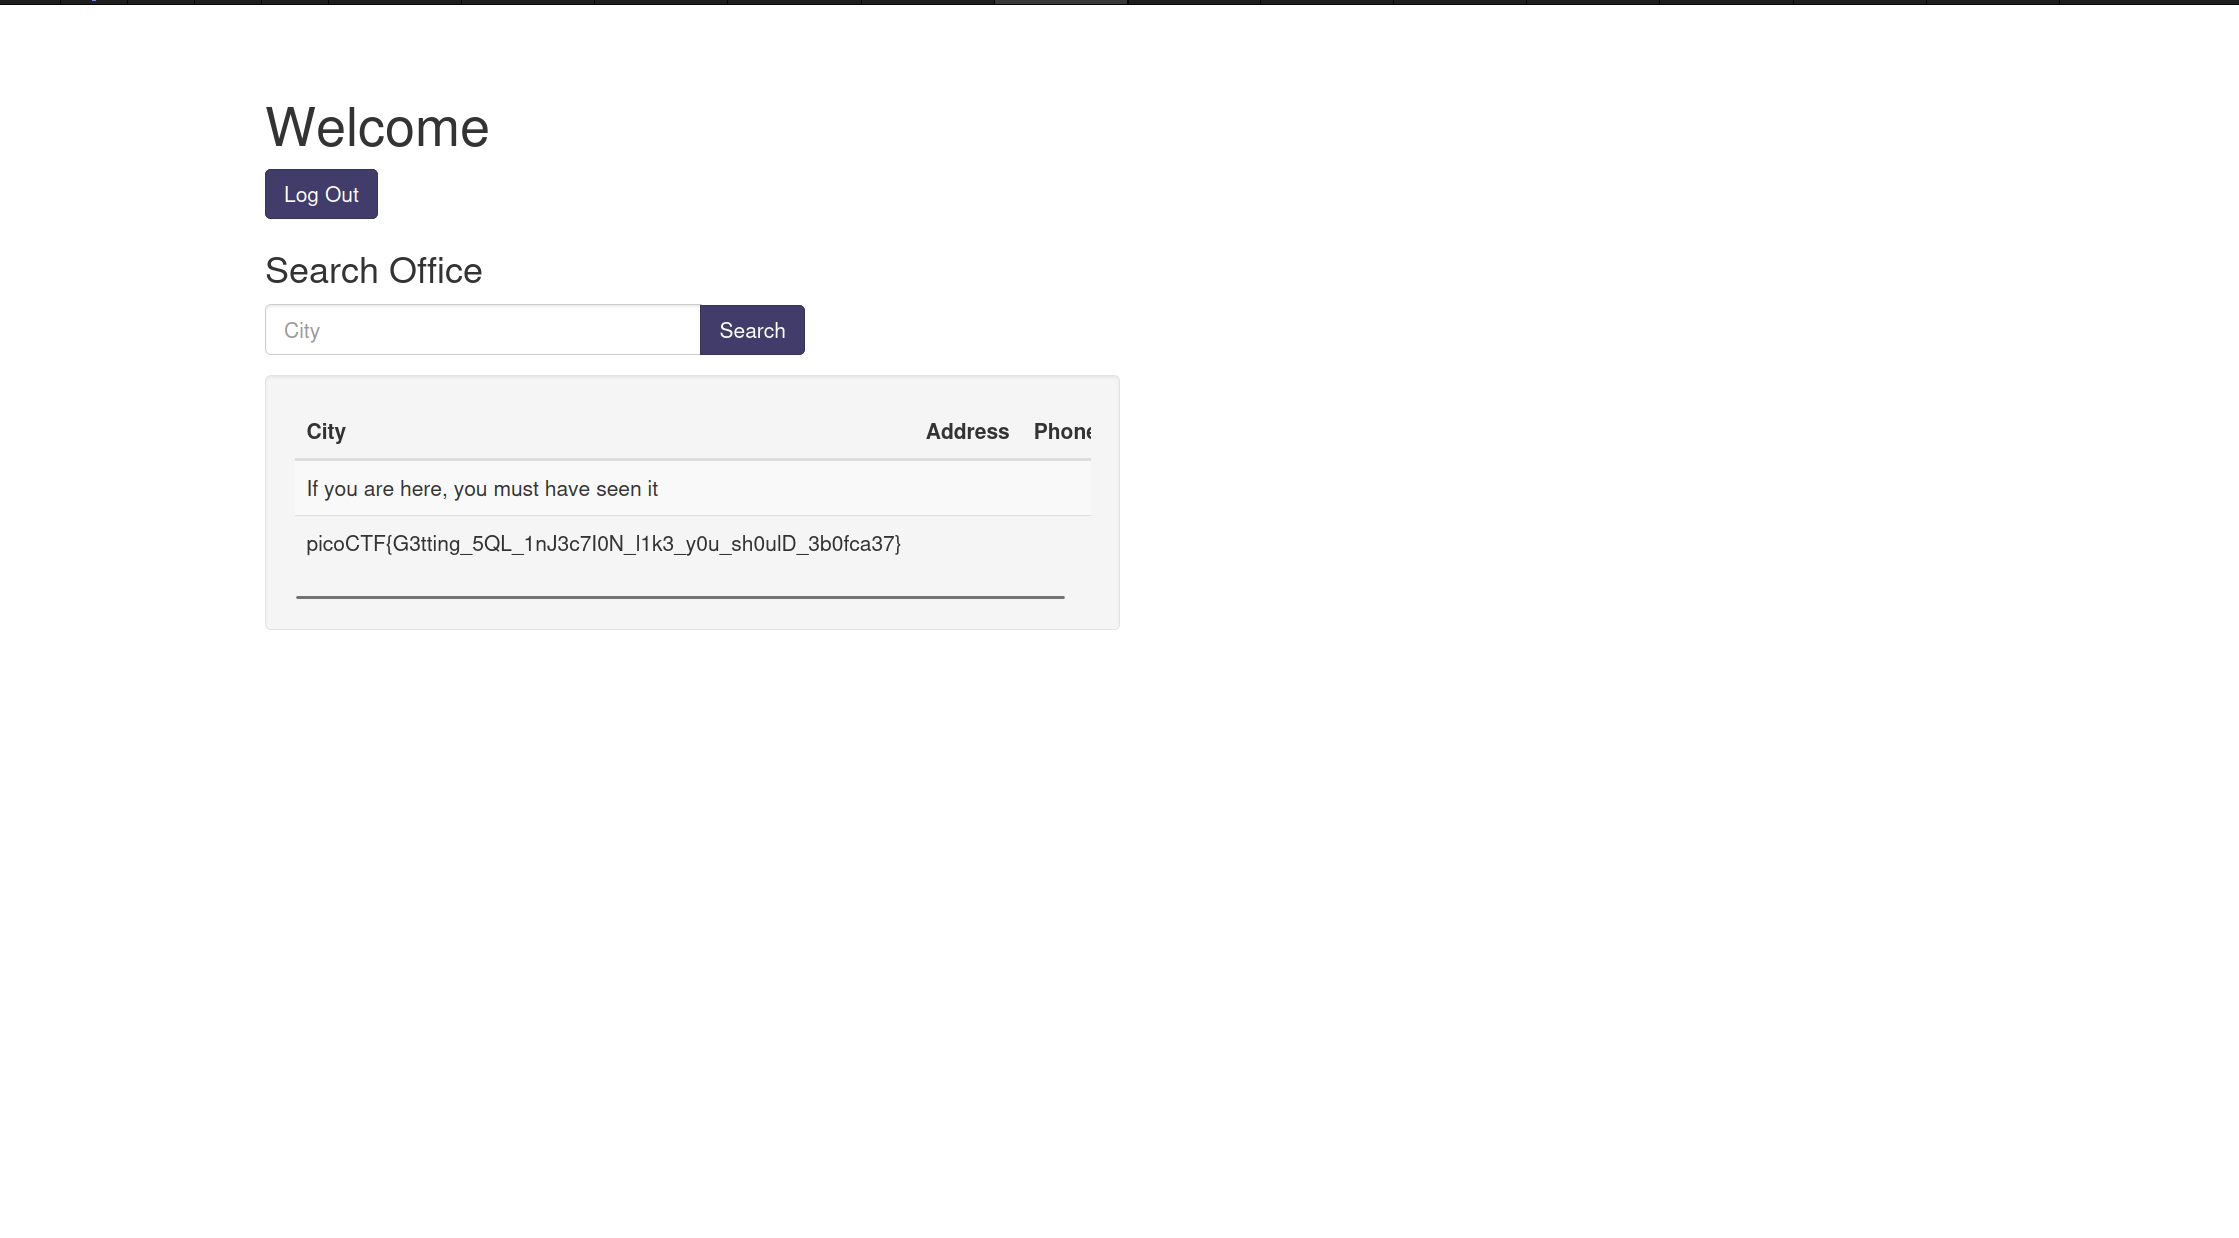 Welcome
Log Out
Search Office
City Search
City Address Phone
If you are here, you must have seen it
picoCTF{G3tting_5QL_1nJ3c7I0N_l1k3_y0u_sh0ulD_3b0fca37}